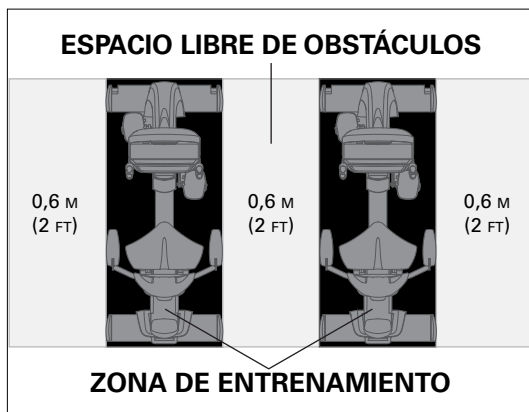 ESPACIO LIBRE DE OBSTÁCULOS
0,6 M
(2 FT)
0,6 M
(2 FT)
0,6 M
(2 FT)
ZONA DE ENTRENAMIENTO